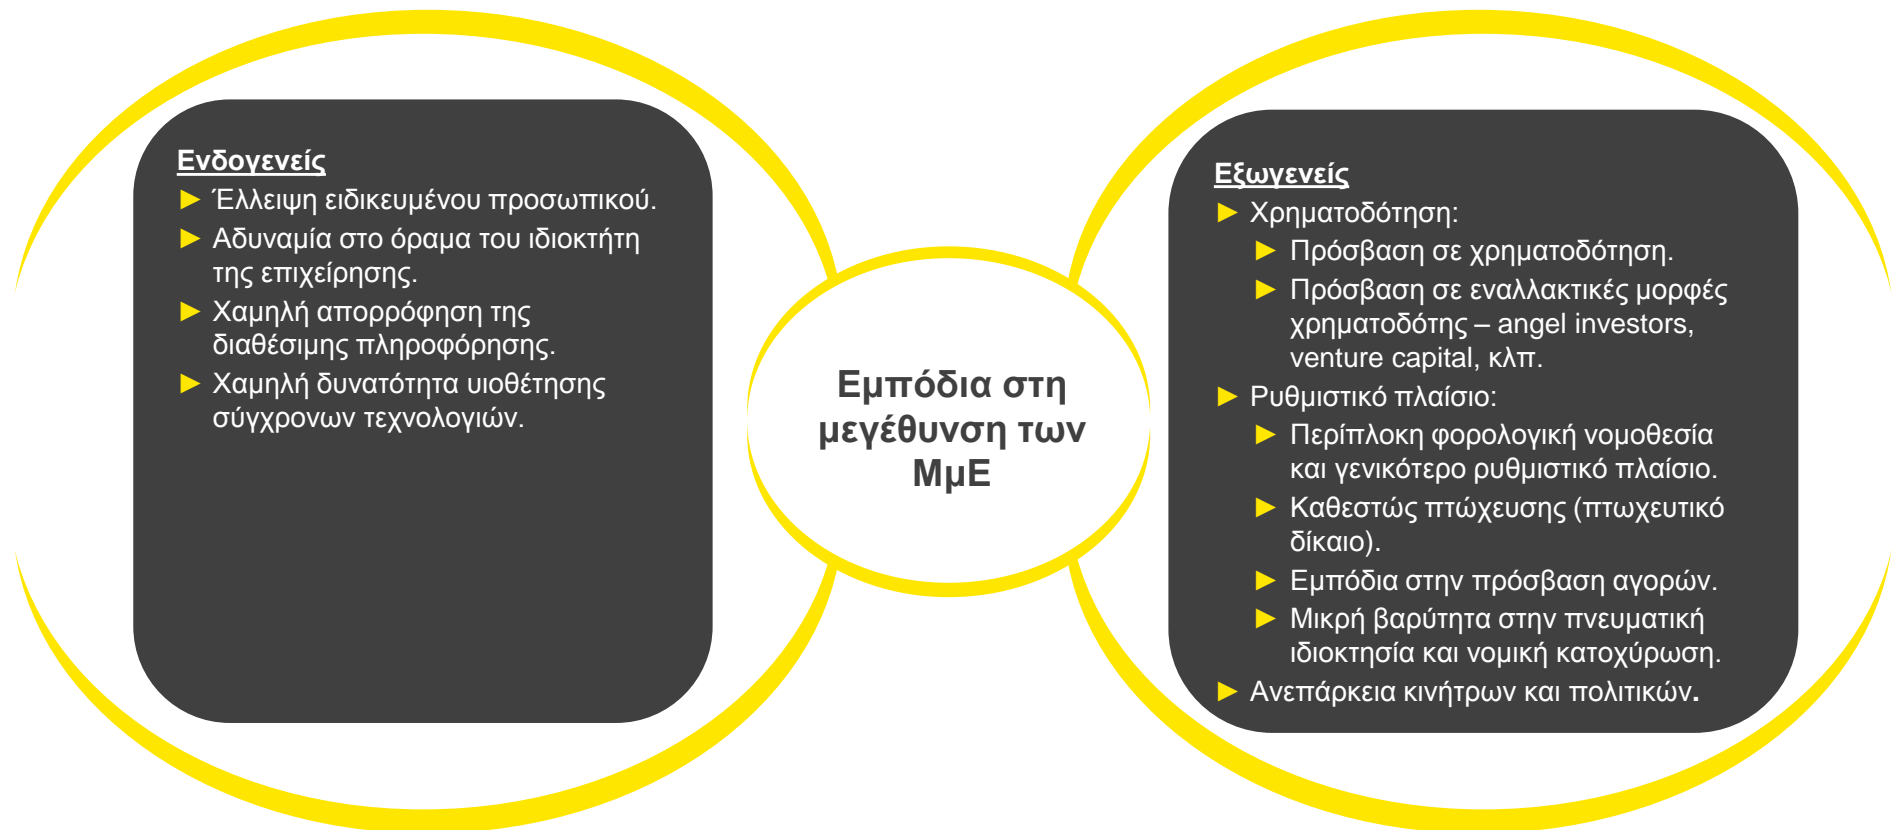 Ενδογενείς
► Έλλειψη ειδικευμένου προσωπικού.
► Αδυναμία στο όραμα του ιδιοκτήτη
της επιχείρησης.
► Χαμηλή απορρόφηση της
διαθέσιμης πληροφόρησης.
► Χαμηλή δυνατότητα υιοθέτησης
σύγχρονων τεχνολογιών.
Εμπόδια στη
μεγέθυνση των
ΜμΕ
Εξωγενείς
► Χρηματοδότηση:
► Πρόσβαση σε χρηματοδότηση.
► Πρόσβαση σε εναλλακτικές μορφές
χρηματοδότης – angel investors,
venture capital, κλπ.
► Ρυθμιστικό πλαίσιο:
► Περίπλοκη φορολογική νομοθεσία
και γενικότερο ρυθμιστικό πλαίσιο.
► Καθεστώς πτώχευσης (πτωχευτικό
δίκαιο).
► Εμπόδια στην πρόσβαση αγορών.
► Μικρή βαρύτητα στην πνευματική
ιδιοκτησία και νομική κατοχύρωση.
► Ανεπάρκεια κινήτρων και πολιτικών.